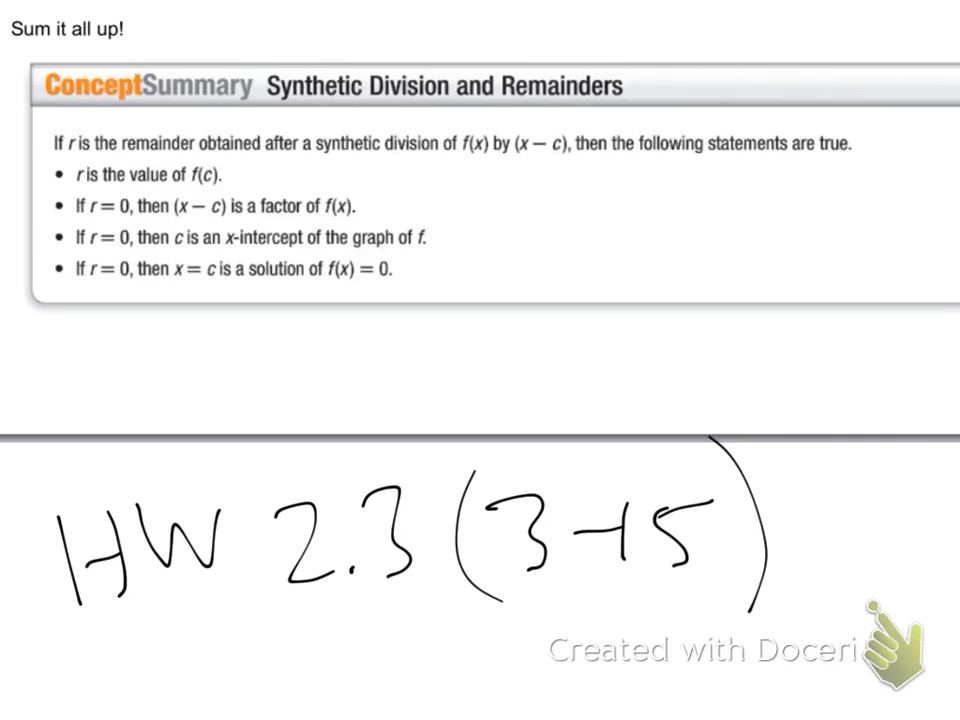 Sum it all up!
ConceptSummary Synthetic Division and Remainders
If r is the remainder obtained after a synthetic division of f(x) by (x − c), then the following statements are true.
• r is the value of f(c).
• If r = 0, then (x − c) is a factor of f(x).
• If r = 0, then c is an x-intercept of the graph of f.
• If r = 0, then x = c is a solution of f(x) = 0.
HW 2.3 (3-15)
Created with Doceri